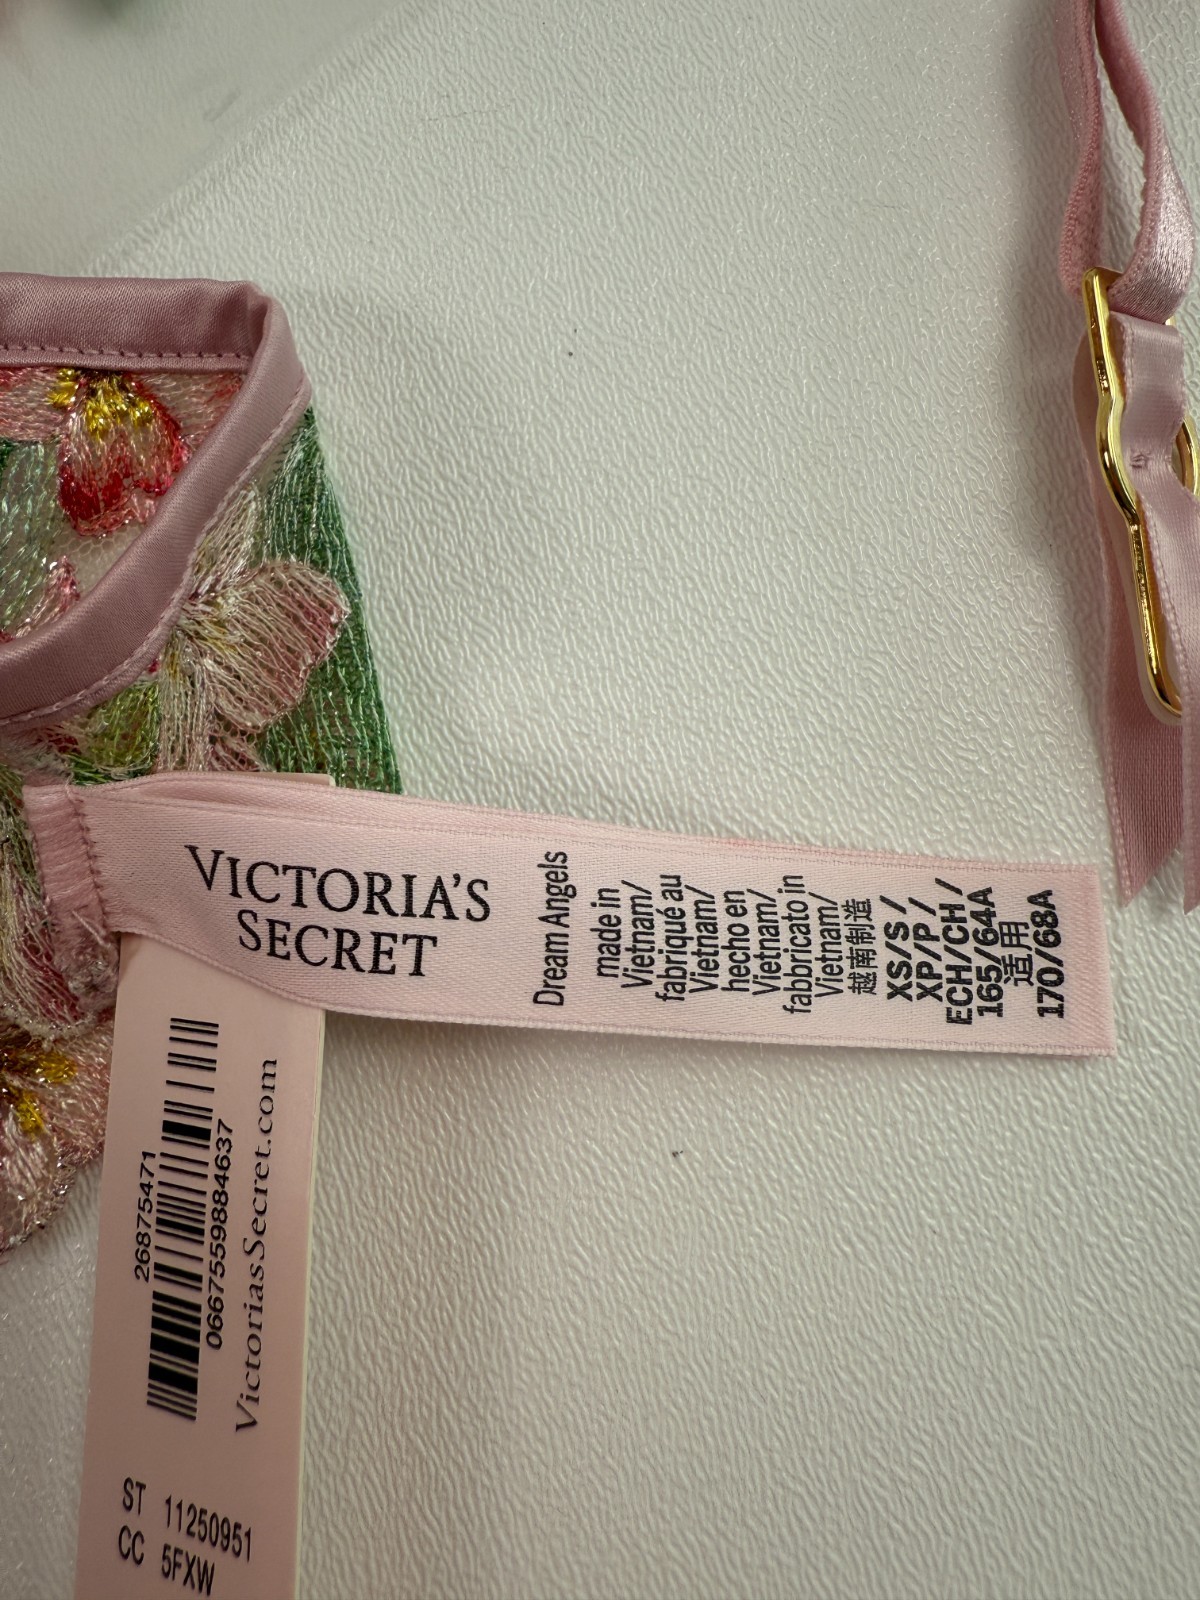 VICTORIA'S
SECRET
Dream Angels
made in
Vietnam/
fabriqué au
Vietnam/
hecho en
Vietnam/
fabbricato in
Vietnam/
越南制造
XS/S /
XP/P /
ECH/CH /
165/64A
适用
170/68A
26875471
0667559884637
VictoriasSecret.com
ST 11250951
CC 5FXW